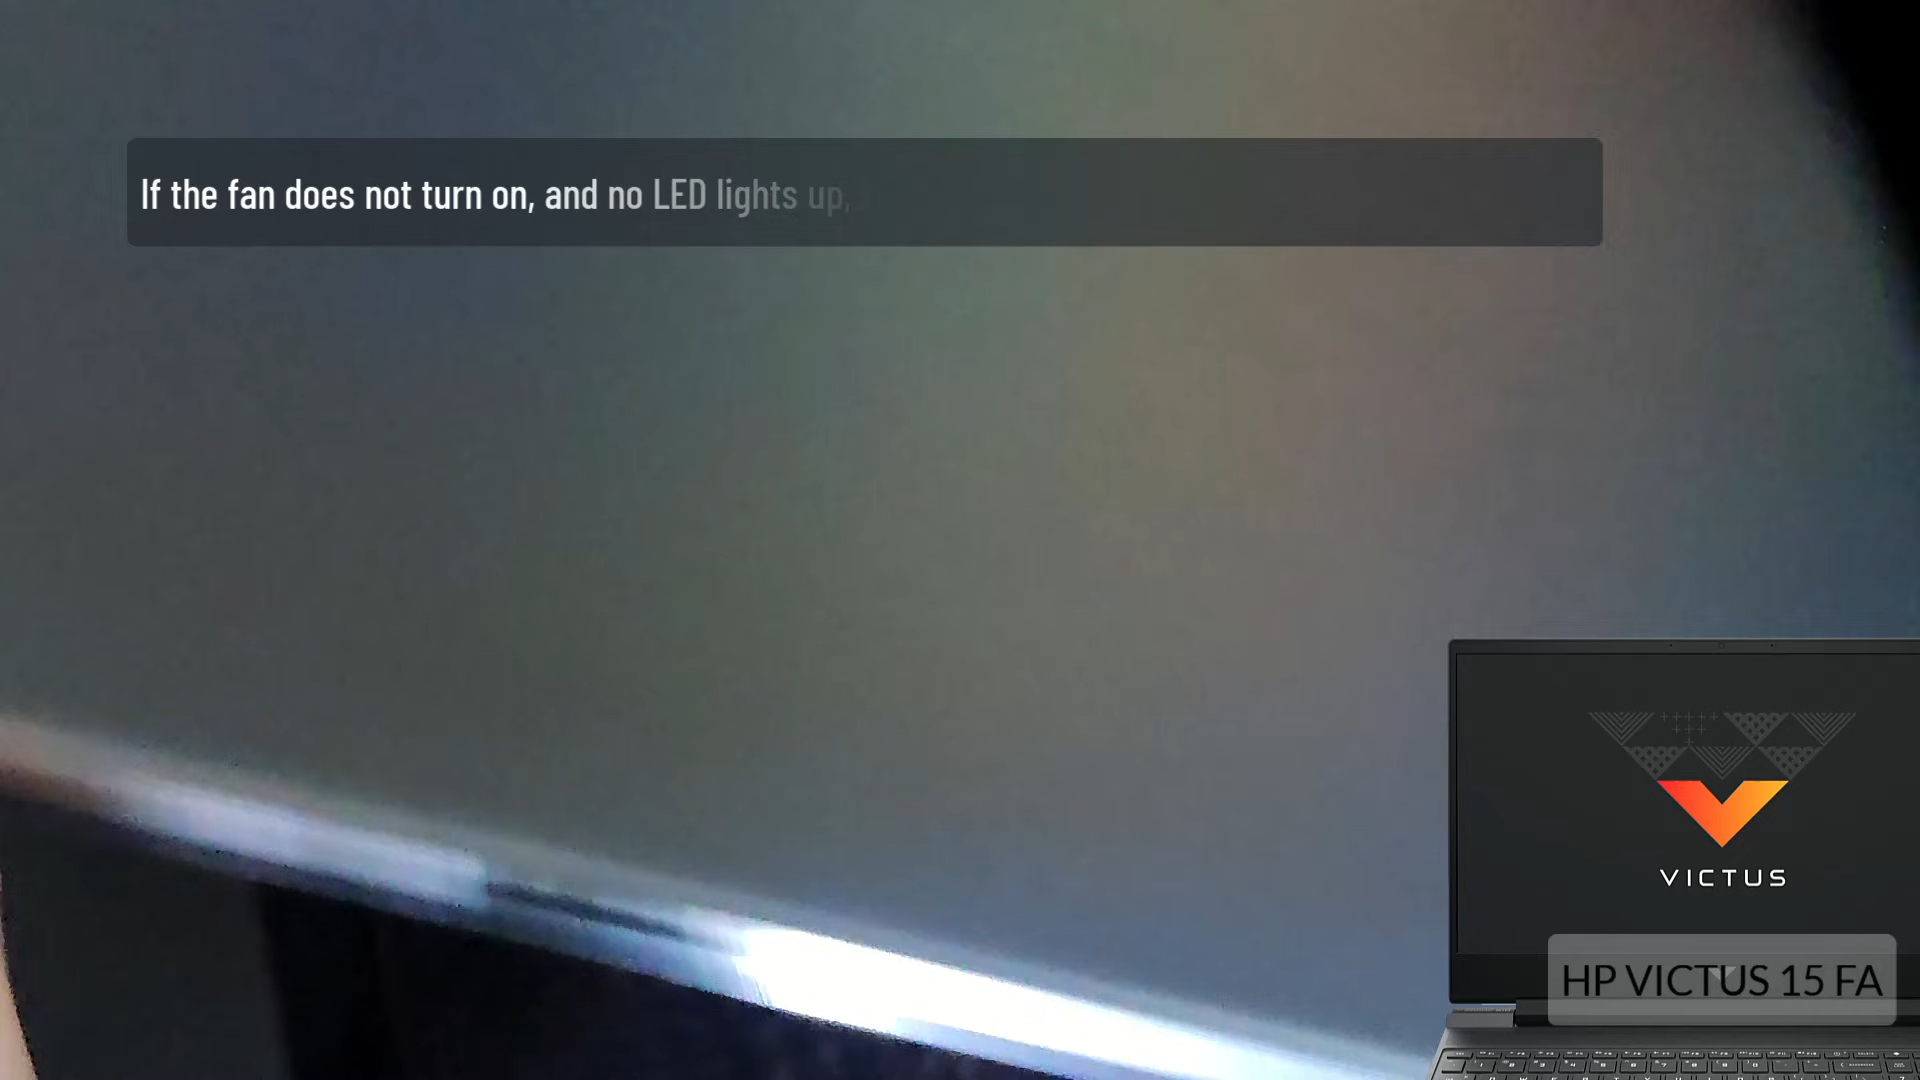 If the fan does not turn on, and no LED lights up,
VICTUS
HP VICTUS 15 FA